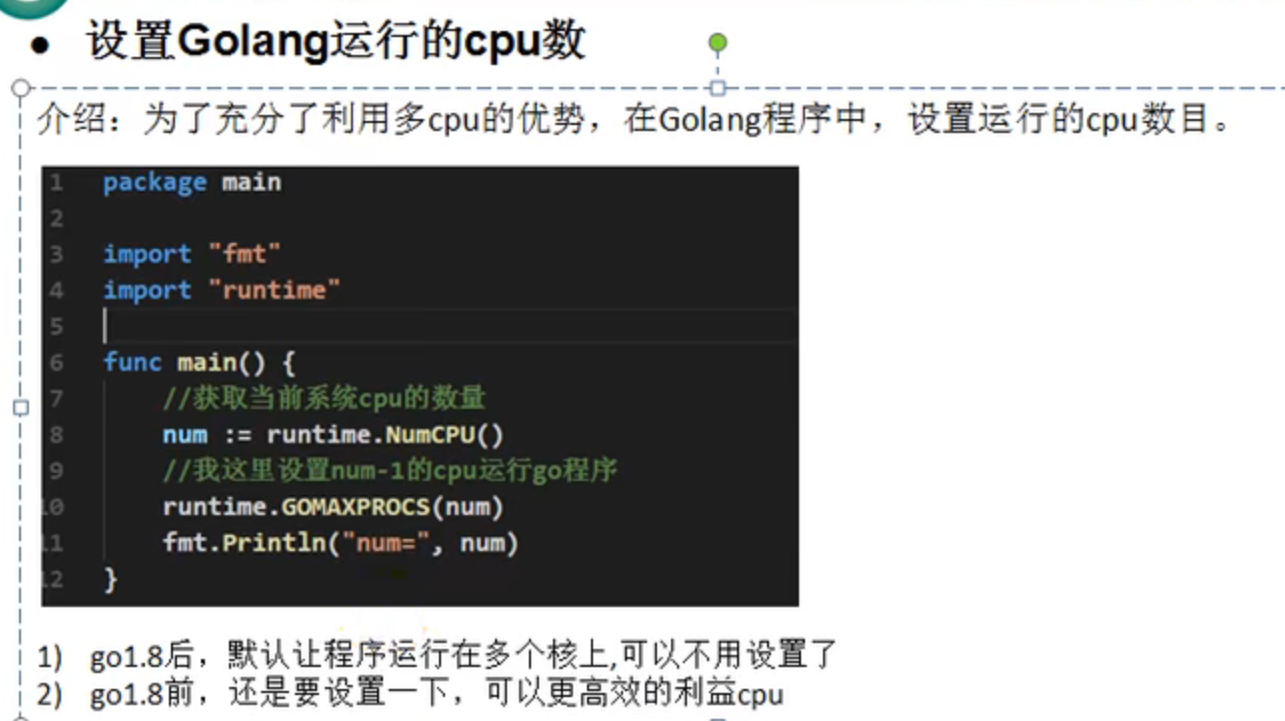 ● 设置Golang运行的cpu数
介绍：为了充分了利用多cpu的优势，在Golang程序中，设置运行的cpu数目。
1 package main
2
3 import "fmt"
4 import "runtime"
5
6 func main() {
7 //获取当前系统cpu的数量
8 num := runtime.NumCPU()
9 //我这里设置num-1的cpu运行go程序
10 runtime.GOMAXPROCS(num)
11 fmt.Println("num=", num)
12 }
1) go1.8后，默认让程序运行在多个核上,可以不用设置了
2) go1.8前，还是要设置一下，可以更高效的利益cpu